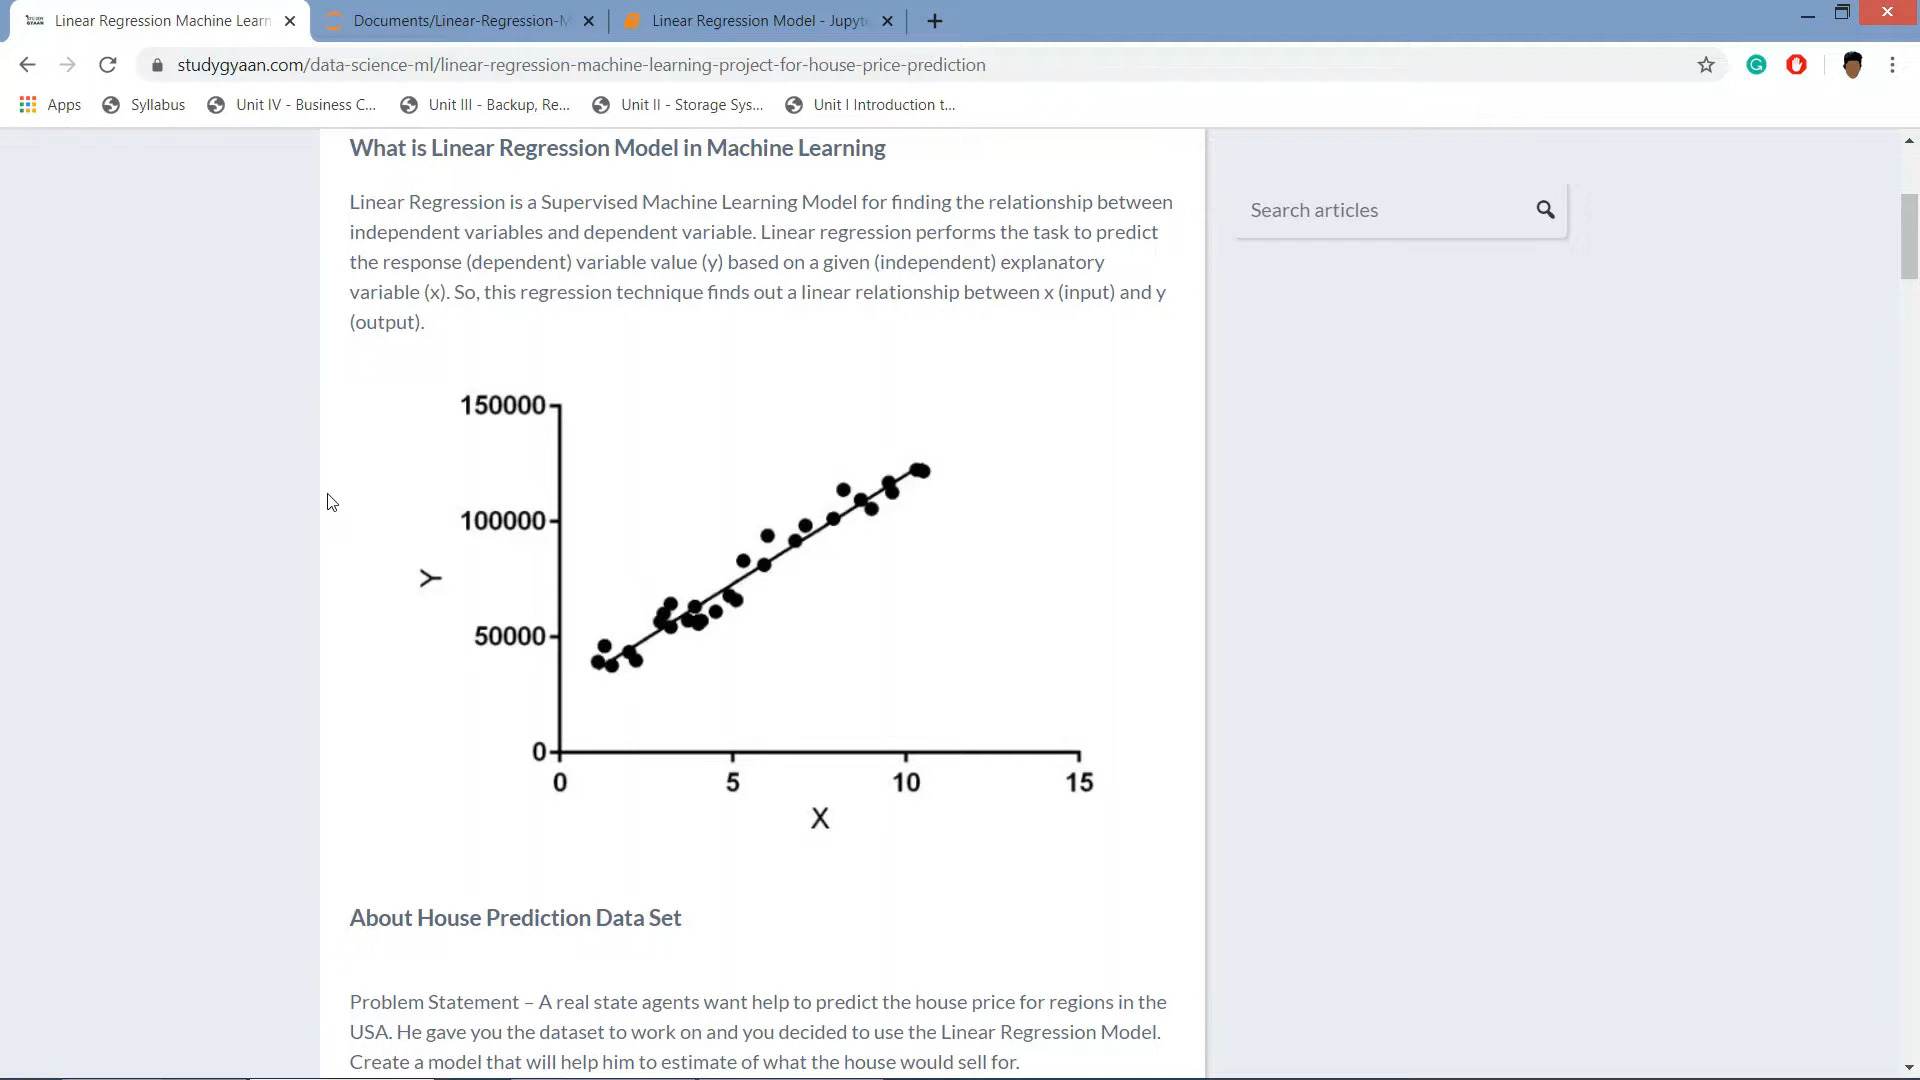 Linear Regression Machine Learn
Documents/Linear-Regression-M
Linear Regression Model - Jupyt
studygyaan.com/data-science-ml/linear-regression-machine-learning-project-for-house-price-prediction
Apps
Syllabus
Unit IV - Business C...
Unit III - Backup, Re...
Unit II - Storage Sys...
Unit I Introduction t...
What is Linear Regression Model in Machine Learning
Linear Regression is a Supervised Machine Learning Model for finding the relationship between
independent variables and dependent variable. Linear regression performs the task to predict
the response (dependent) variable value (y) based on a given (independent) explanatory
variable (x). So, this regression technique finds out a linear relationship between x (input) and y
(output).
Search articles
150000
100000
50000
0
Y
0 5 10 15
X
About House Prediction Data Set
Problem Statement – A real state agents want help to predict the house price for regions in the
USA. He gave you the dataset to work on and you decided to use the Linear Regression Model.
Create a model that will help him to estimate of what the house would sell for.